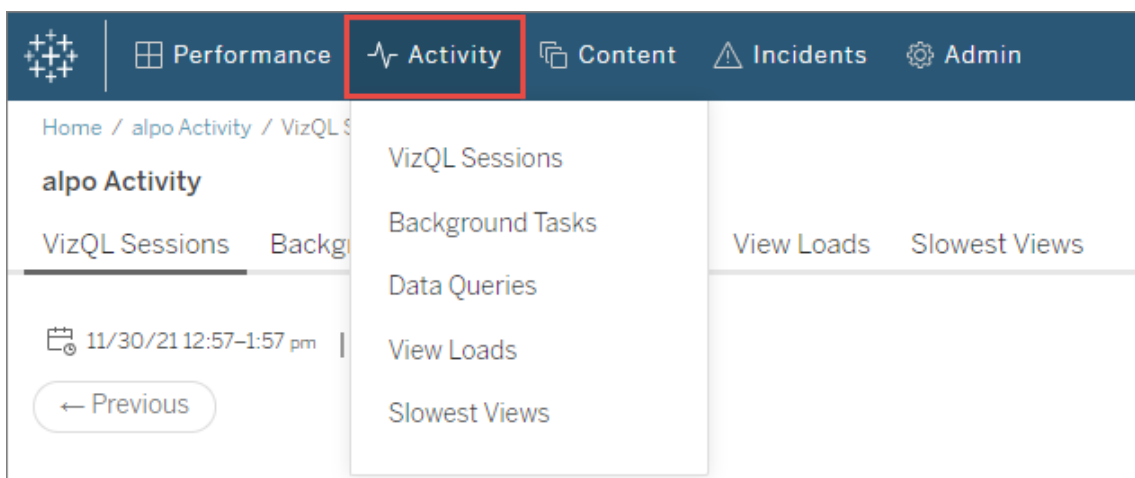 Performance Activity Content Incidents Admin
Home / alpo Activity / VizQL S
alpo Activity
VizQL Sessions Backg View Loads Slowest Views
11/30/21 12:57–1:57 pm |
← Previous
VizQL Sessions
Background Tasks
Data Queries
View Loads
Slowest Views